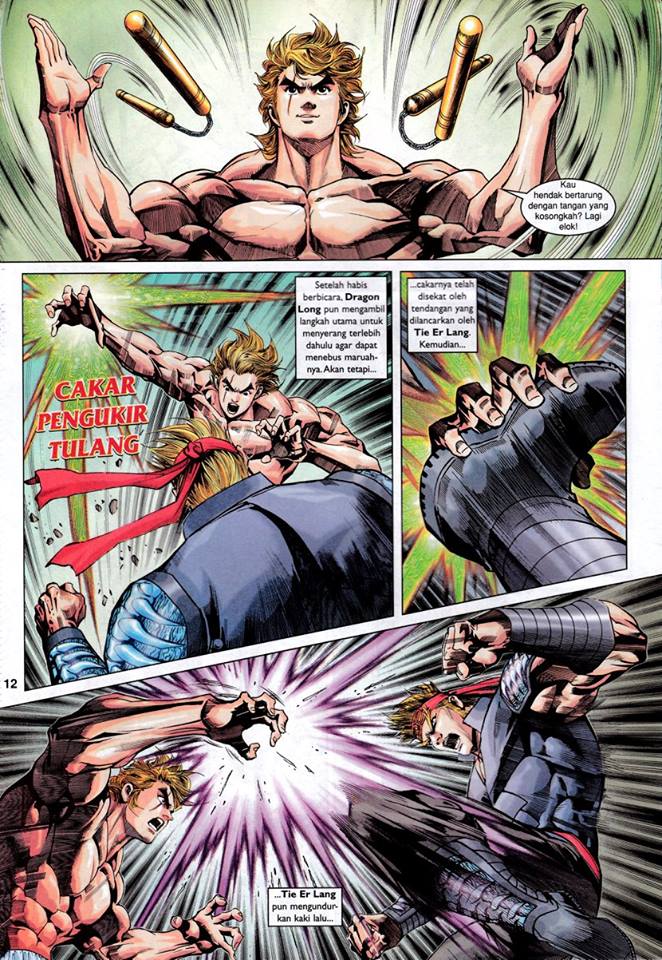 Kau
hendak bertarung
dengan tangan yang
kosongkah? Lagi
elok!
Setelah habis
berbicara, Dragon
Long pun mengambil
langkah utama untuk
menyerang terlebih
dahulu agar dapat
menebus maruah-
nya. Akan tetapi...
CAKAR
PENGUKIR
TULANG
...cakarnya telah
disekat oleh
tendangan yang
dilancarkan oleh
Tie Er Lang.
Kemudian...
12
...Tie Er Lang
pun mengundur-
kan kaki lalu...